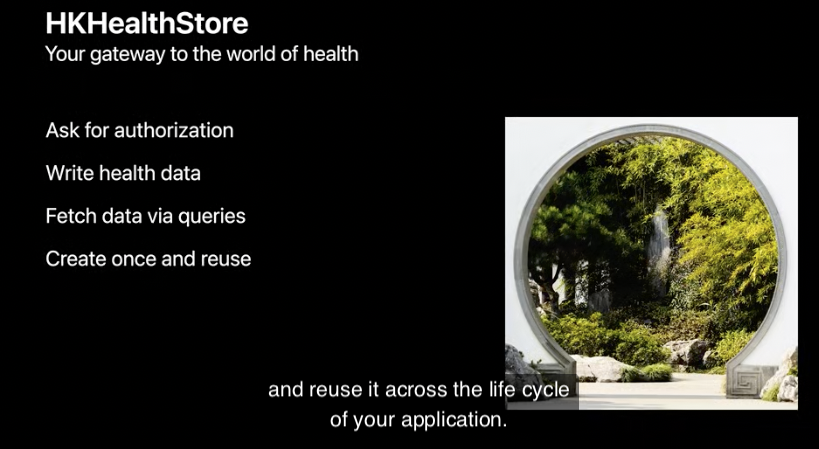 HKHealthStore
Your gateway to the world of health
Ask for authorization
Write health data
Fetch data via queries
Create once and reuse
and reuse it across the life cycle
of your application.